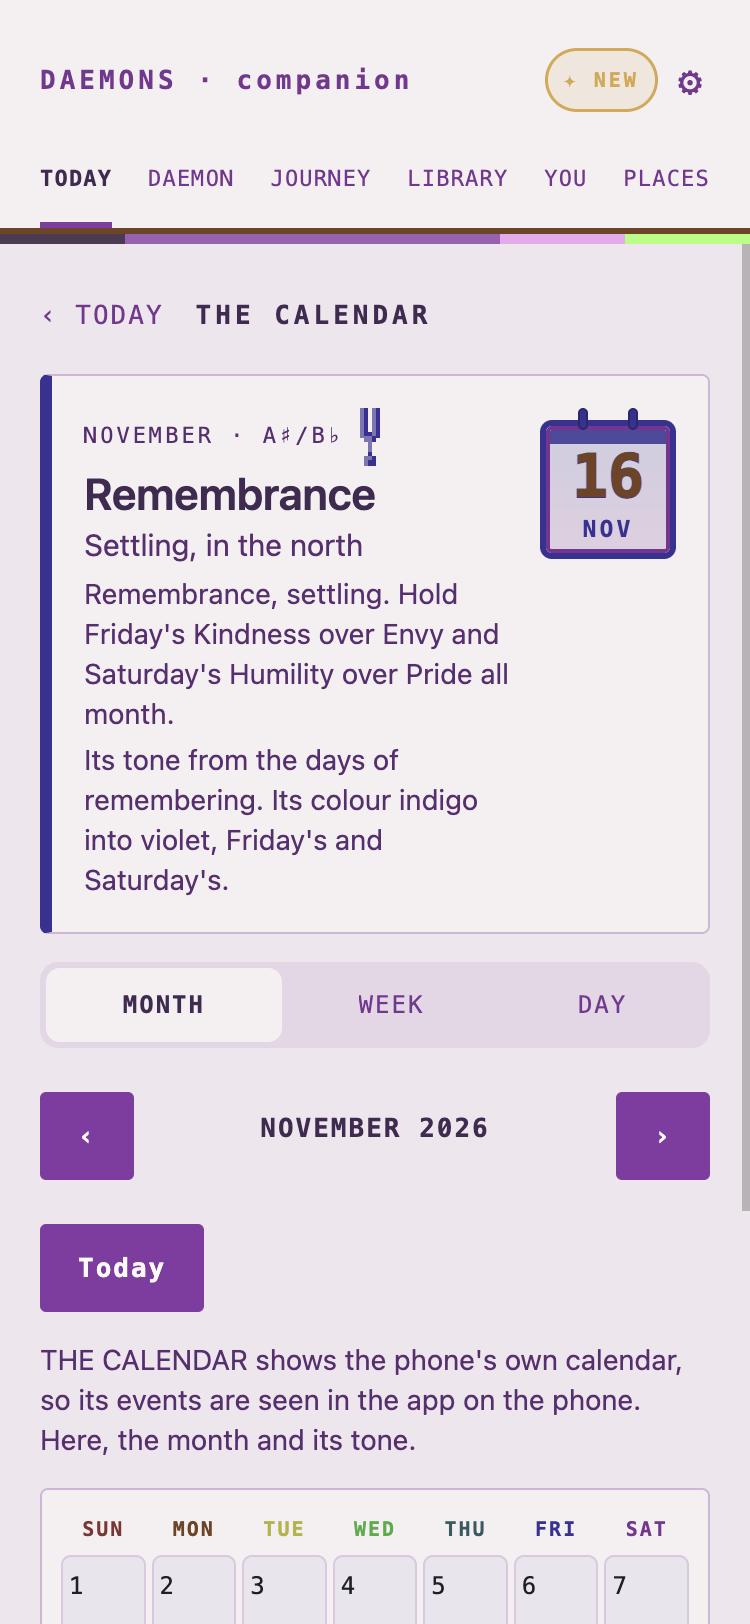 DAEMONS · companion
✦ NEW
TODAY DAEMON JOURNEY LIBRARY YOU PLACES
‹ TODAY THE CALENDAR
NOVEMBER · A♯/B♭
Remembrance
Settling, in the north
Remembrance, settling. Hold
Friday's Kindness over Envy and
Saturday's Humility over Pride all
month.
Its tone from the days of
remembering. Its colour indigo
into violet, Friday's and
Saturday's.
16
NOV
MONTH WEEK DAY
‹ NOVEMBER 2026 ›
Today
THE CALENDAR shows the phone's own calendar,
so its events are seen in the app on the phone.
Here, the month and its tone.
SUN MON TUE WED THU FRI SAT
1 2 3 4 5 6 7